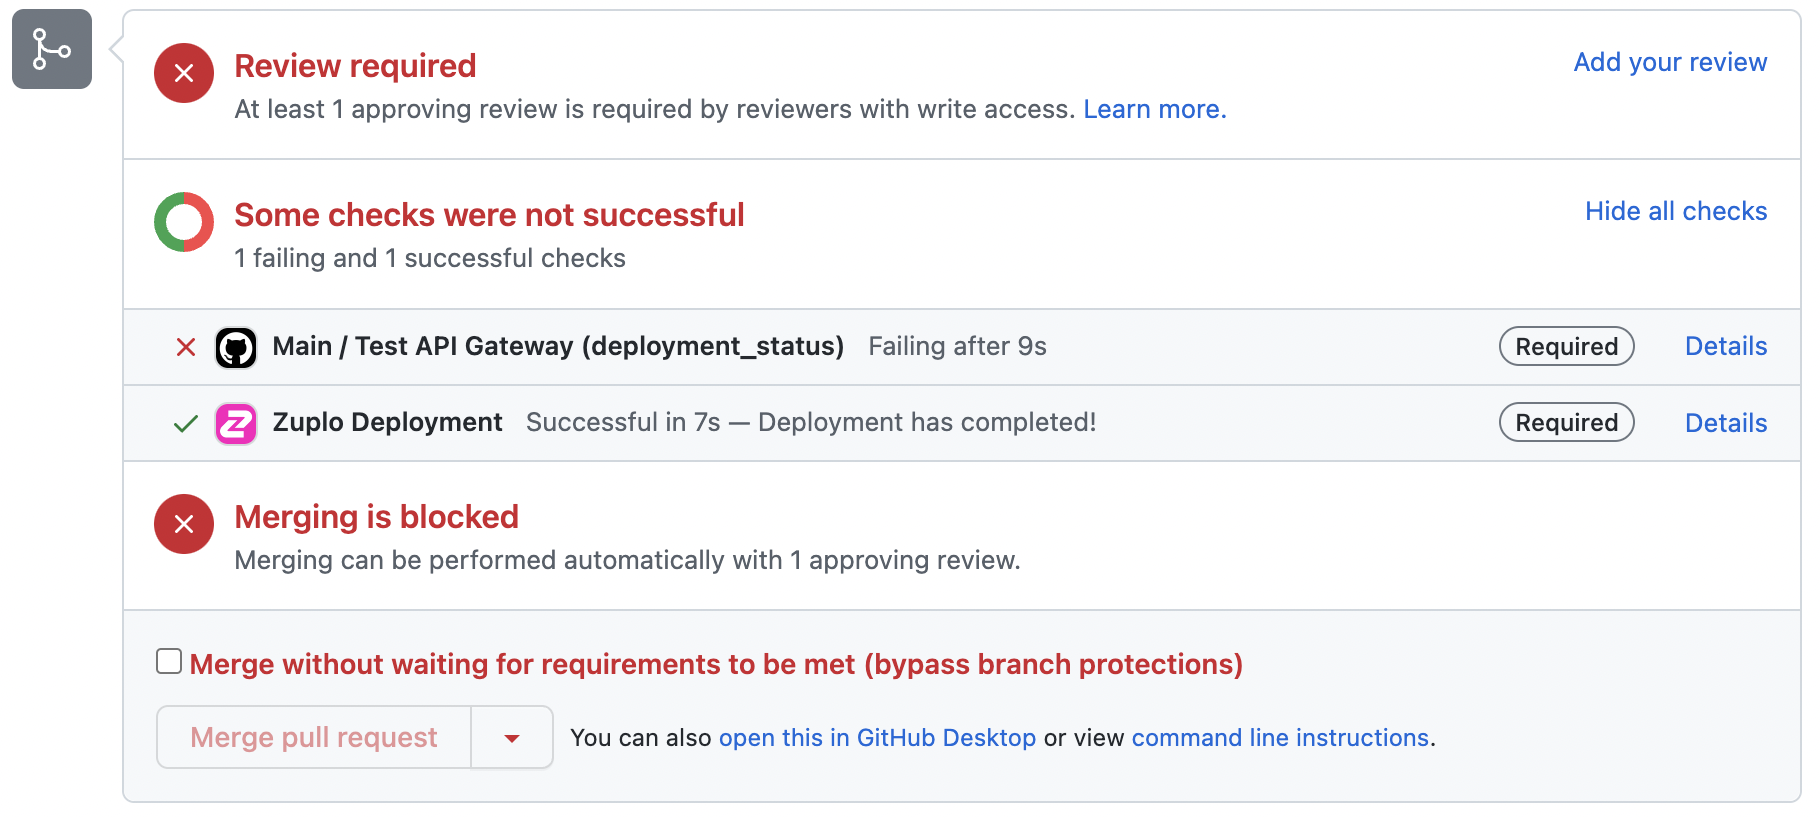 Review required
Add your review
At least 1 approving review is required by reviewers with write access. Learn more.
Some checks were not successful
Hide all checks
1 failing and 1 successful checks
Main / Test API Gateway (deployment_status) Failing after 9s Required Details
Zuplo Deployment Successful in 7s — Deployment has completed! Required Details
Merging is blocked
Merging can be performed automatically with 1 approving review.
Merge without waiting for requirements to be met (bypass branch protections)
Merge pull request You can also open this in GitHub Desktop or view command line instructions.